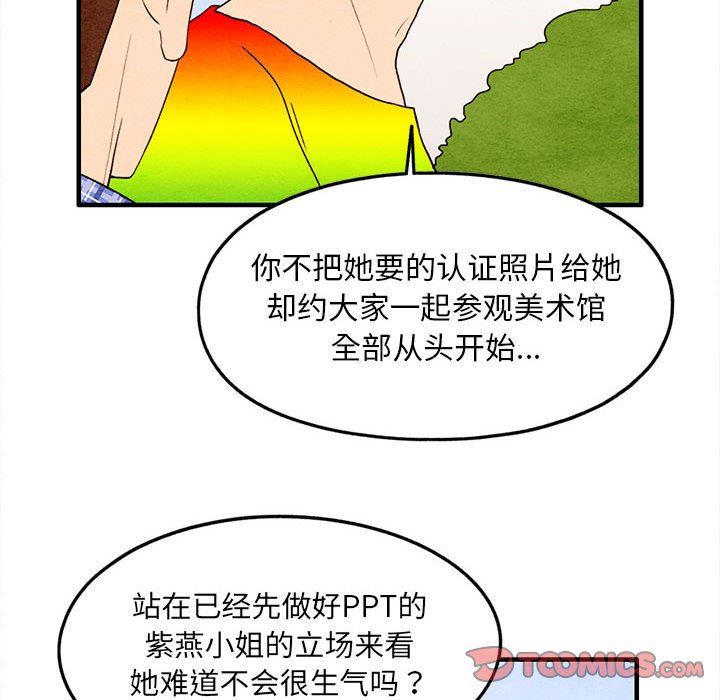 你不把她要的认证照片给她
却约大家一起参观美术馆
全部从头开始...
站在已经先做好PPT的
紫燕小姐的立场来看
她难道不会很生气吗？
DTCOMICS.COM